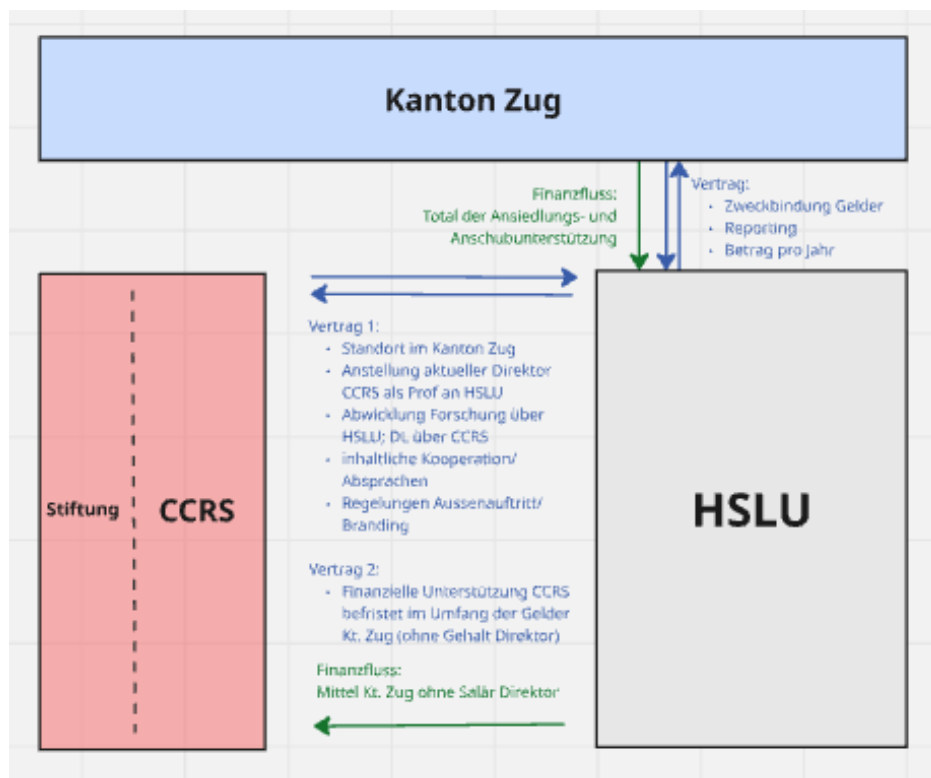 Kanton Zug
Finanzfluss:
Total der Ansiedlungs- und
Anschubunterstützung
Vertrag:
• Zweckbindung Gelder
• Reporting
• Betrag pro Jahr
Stiftung
CCRS
Vertrag 1:
• Standort im Kanton Zug
• Anstellung aktueller Direktor
CCRS als Prof an HSLU
• Abwicklung Forschung über
HSLU; DL über CCRS
• inhaltliche Kooperation/
Absprachen
• Regelungen Aussenauftritt/
Branding
Vertrag 2:
• Finanzielle Unterstützung CCRS
befristet im Umfang der Gelder
Kt. Zug (ohne Gehalt Direktor)
Finanzfluss:
Mittel Kt. Zug ohne Salär Direktor
HSLU